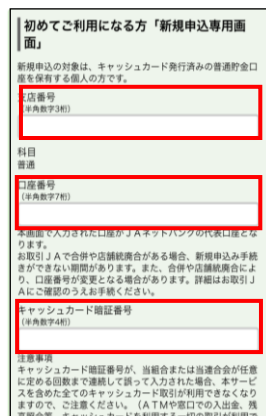 初めてご利用になる方「新規申込専用画
面」
新規申込の対象は、キャッシュカード発行済みの普通貯金口
座を保有する個人の方です。
支店番号
(半角数字3桁)
科目
普通
口座番号
(半角数字7桁)
本画面で入力された口座がJAネットバンクの代表口座とな
ります。
お取引JAで合併や店舗統廃合がある場合、新規申込み手続
きができない期間があります。また、合併や店舗統廃合によ
り、口座番号が変更となる場合があります。詳細はお取引J
Aにご確認のうえお手続ください。
キャッシュカード暗証番号
(半角数字4桁)
注意事項
キャッシュカード暗証番号が、当組合または当連合会が任意
に定める回数まで連続して誤って入力された場合、本サービ
スを含めた全てのキャッシュカード取引が利用できなくなり
ますので、ご注意ください。(ATMや窓口での入出金、残